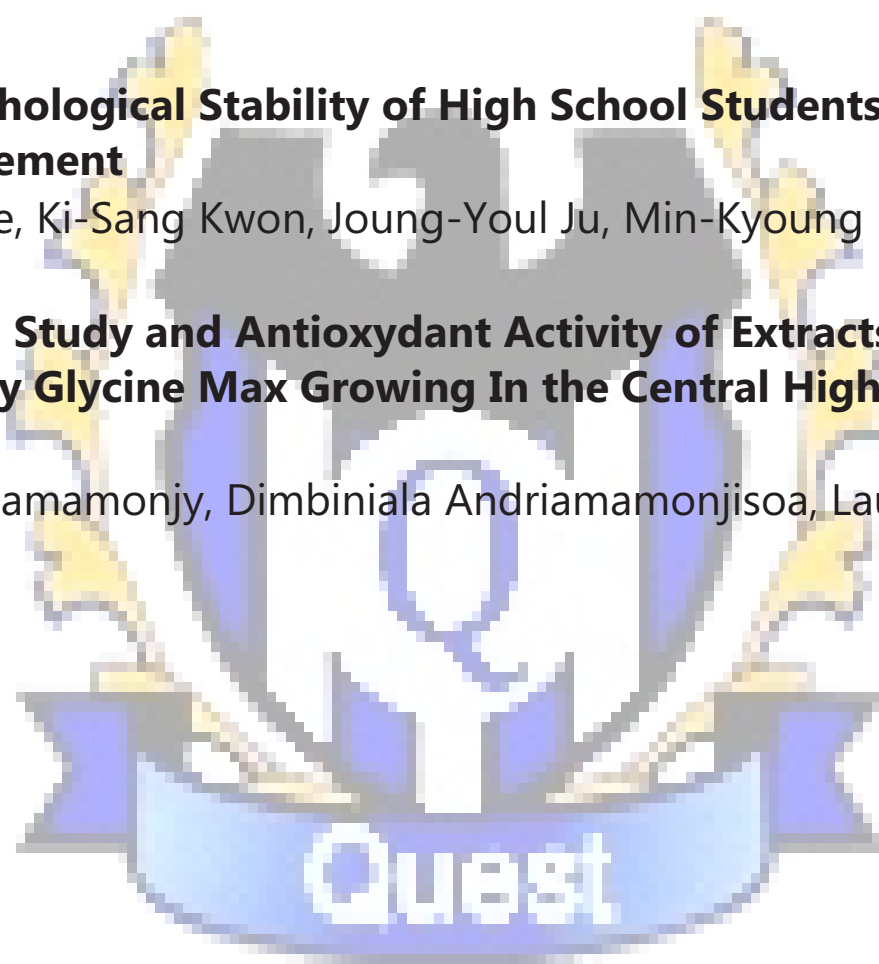 hological Stability of High School Students
ement
e, Ki-Sang Kwon, Joung-Youl Ju, Min-Kyoung
Study and Antioxydant Activity of Extracts
y Glycine Max Growing In the Central High
amamonjy, Dimbiniala Andriamamonjisoa, Lau
Q
Quest